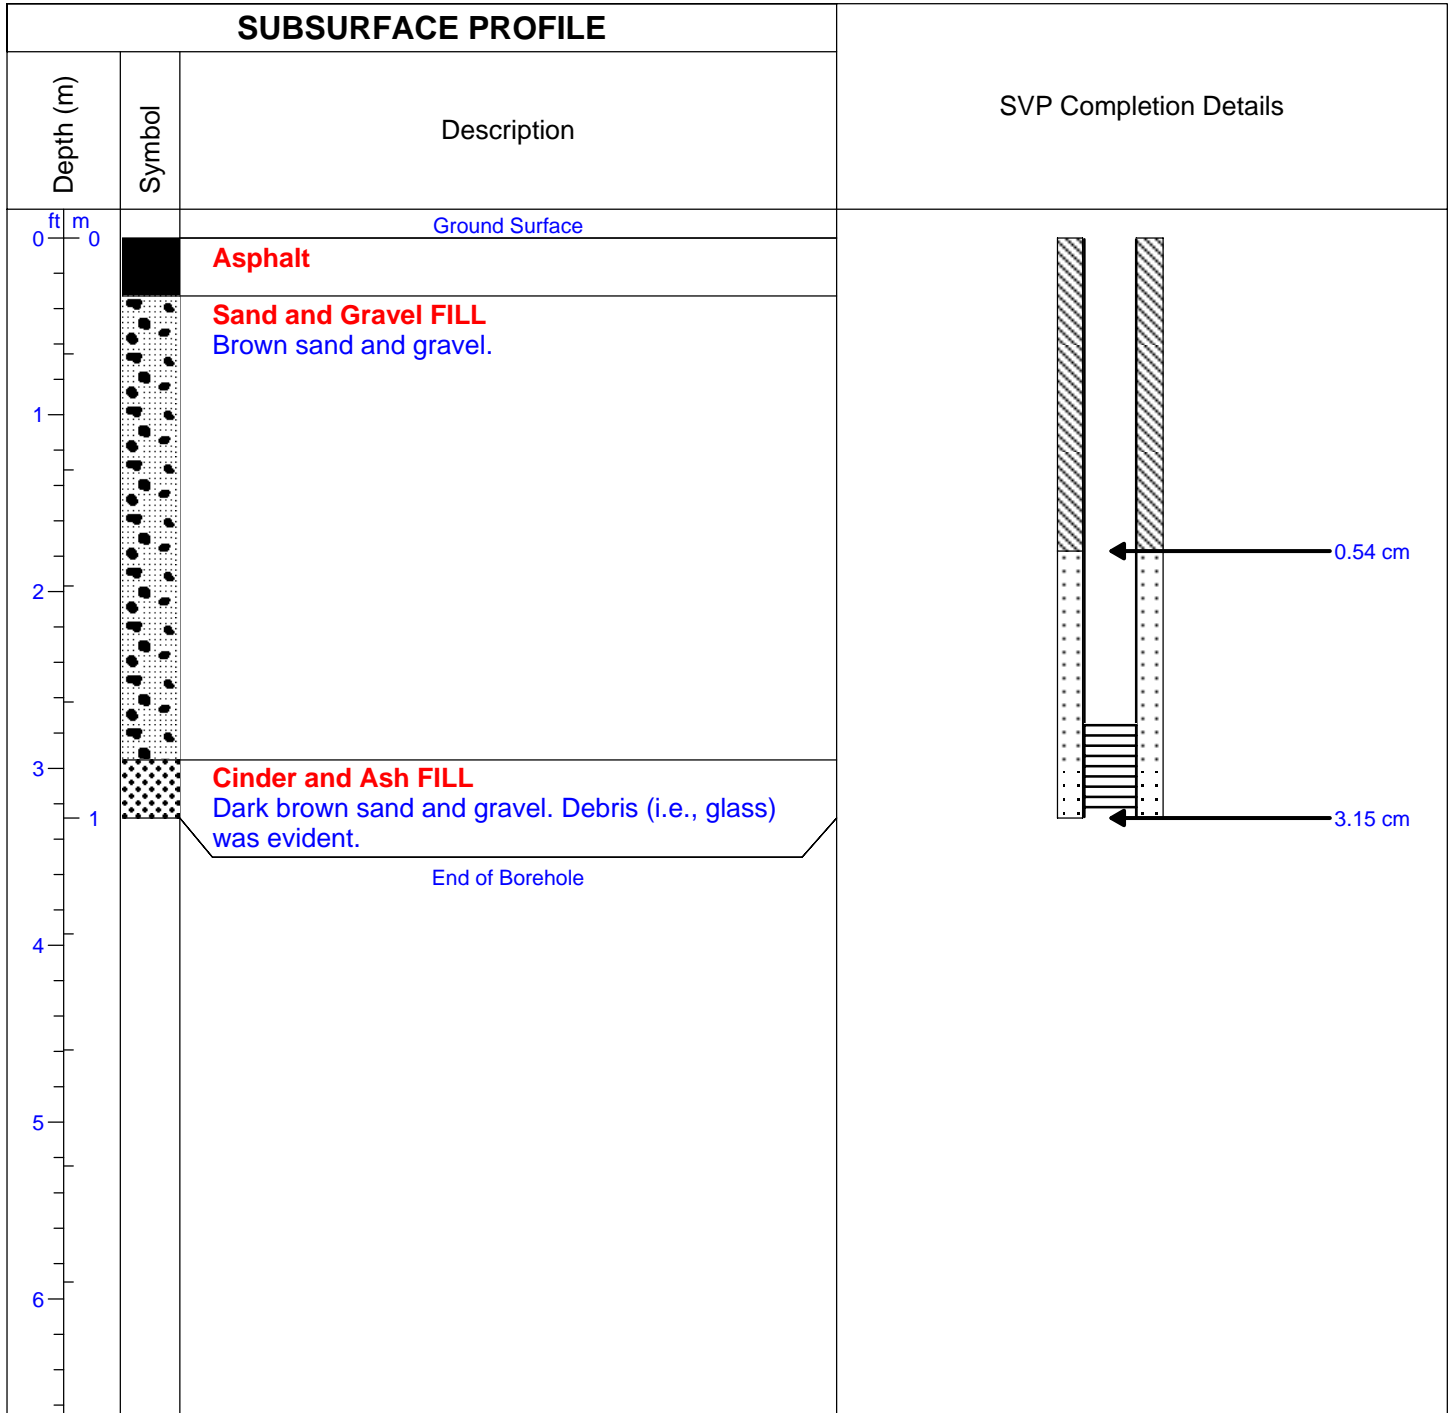 SUBSURFACE PROFILE
Depth (m)
Symbol
Description
SVP Completion Details
ft m
Ground Surface
0 0
Asphalt
Sand and Gravel FILL
Brown sand and gravel.
1
0.54 cm
2
3
Cinder and Ash FILL
Dark brown sand and gravel. Debris (i.e., glass)
was evident.
1
3.15 cm
End of Borehole
4
5
6